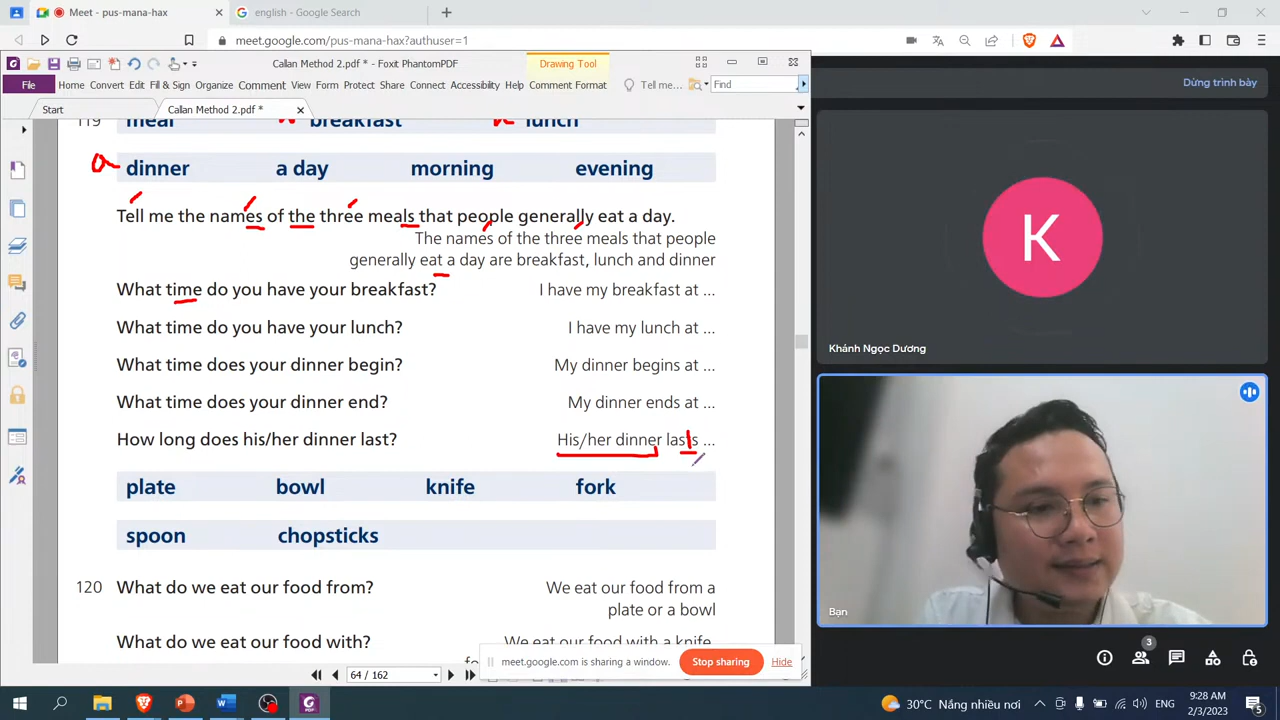 Meet - pus-mana-hax?
english - Google Search
meet.google.com/pus-mana-hax?authuser=1
Callan Method 2.pdf * - Foxit PhantomPDF
Drawing Tool
File Home Convert Edit Organize Comment View Form Protect Share Connect Accessibility Help Comment Format Tell me... Find
Start
Callan Method 2.pdf *
119 meal breakfast lunch
a dinner a day morning evening
Tell me the names of the three meals that people generally eat a day.
The names of the three meals that people
generally eat a day are breakfast, lunch and dinner
What time do you have your breakfast? I have my breakfast at ...
What time do you have your lunch? I have my lunch at ...
What time does your dinner begin? My dinner begins at ...
What time does your dinner end? My dinner ends at ...
How long does his/her dinner last? His/her dinner lasts ...
plate bowl knife fork
spoon chopsticks
120 What do we eat our food from? We eat our food from a
plate or a bowl
What do we eat our food with? We eat our food with a knife,
meet.google.com is sharing a window. Stop sharing Hide
64 / 162
Dừng trình bày
K
Khánh Ngọc Dương
Bạn
3
30°C Nắng nhiều nơi
ENG
9:28 AM
2/3/2023
5